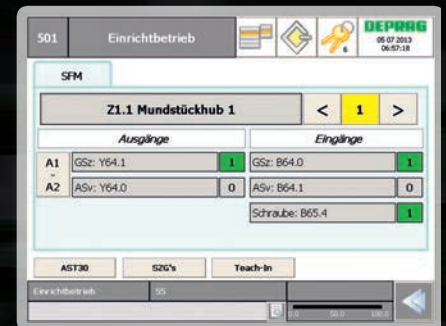 501 Einrichtbetrieb 6 DEPRAG
05 07 2013
06:57:18
SFM
Z1.1 Mundstückhub 1 < 1 >
Ausgänge Eingänge
A1 GSz: Y64.1 1 GSz: B64.0 1
-
A2 ASv: Y64.0 0 ASv: B64.1 0
Schraube: B65.4 1
AST30 SZG's Teach-In
Einrichtbetrieb 55
0.0 50.0 100.0